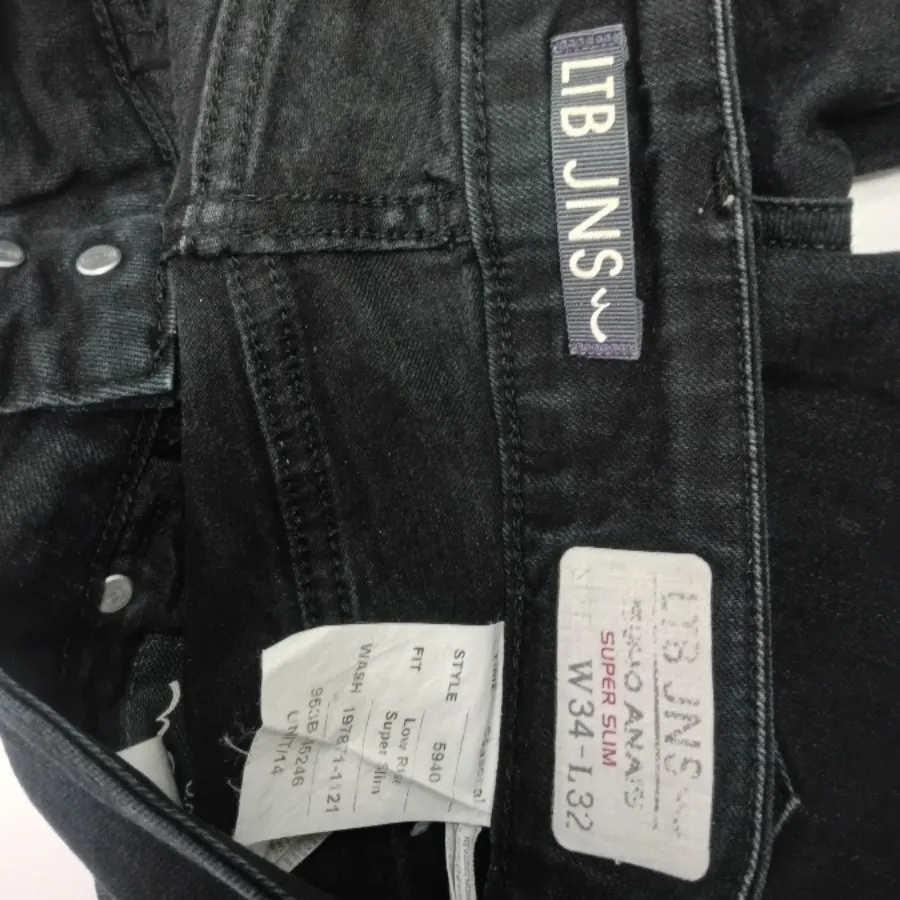 LTB JNS
LTB JNS
SUPER SLIM
W34-L32
STYLE 5940
FIT Low Rise
Super Slim
WASH 197871-1121
UNIT/14